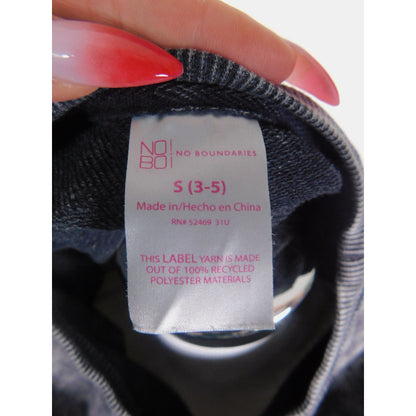 NO!
BO!
NO BOUNDARIES
S (3-5)
Made in/Hecho en China
RN# 52469 31U
THIS LABEL YARN IS MADE
OUT OF 100% RECYCLED
POLYESTER MATERIALS